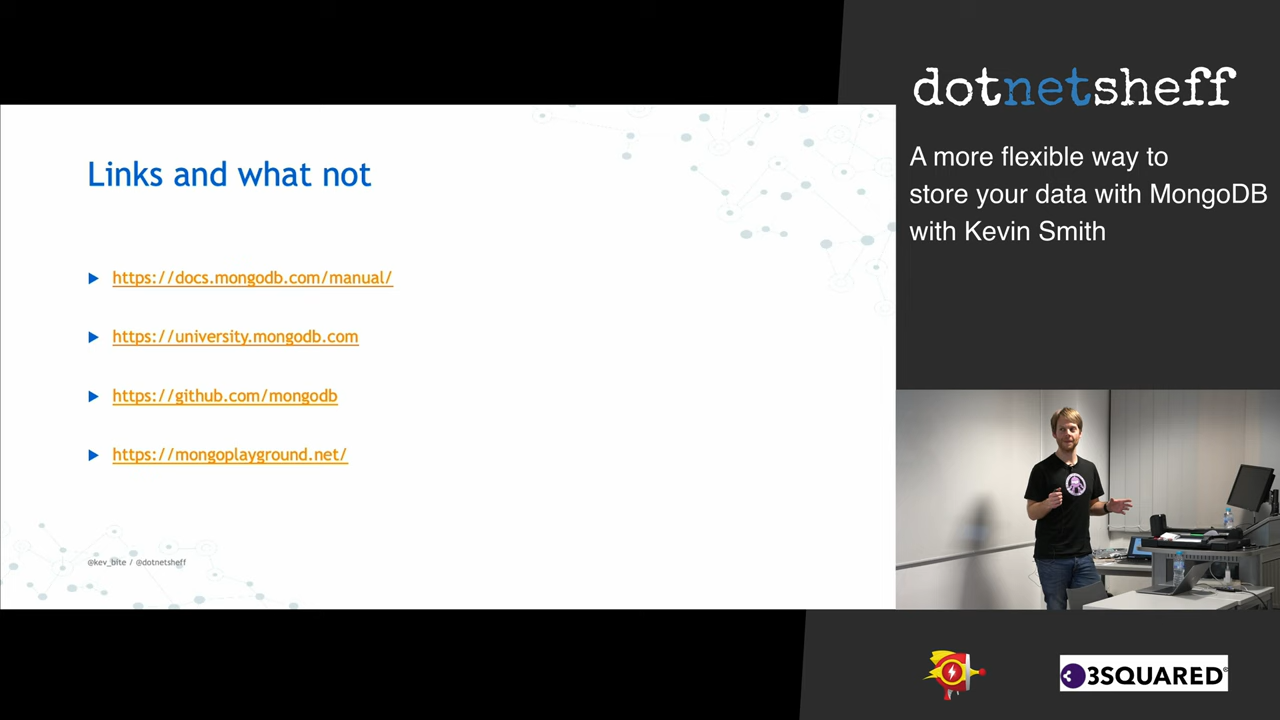 Links and what not
https://docs.mongodb.com/manual/
https://university.mongodb.com
https://github.com/mongodb
https://mongoplayground.net/
@kev_bite / @dotnetsheff
dotnetsheff
A more flexible way to
store your data with MongoDB
with Kevin Smith
3SQUARED